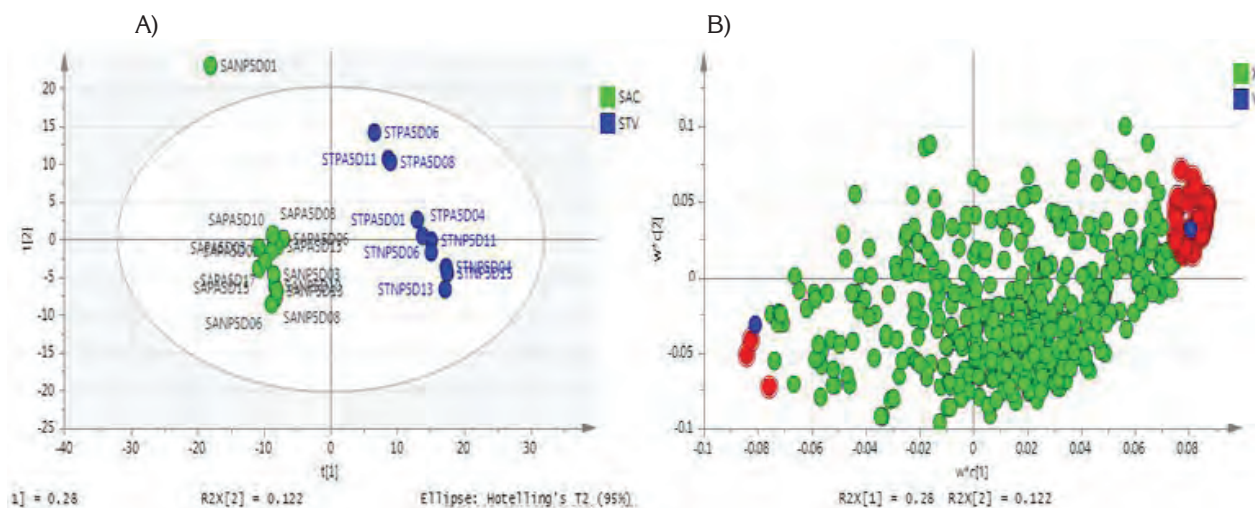 A)
B)
SANP5D01
SAC
STV
STPA5D06
STPA5D11
STPA5D08
SAPA5D10
SAPA5D08
STPA5D01
STPA5D04
STNP5D11
STNP5D06
STNP5D04
STNP5D13
SANP5D03
SAPA5D15
SANP5D06
SANP5D08
t[2]
20
15
10
5
0
-5
-10
-15
-20
-25
-40
-30
-20
-10
0
10
20
30
t[1]
1] = 0.28 R2X[2] = 0.122 Ellipse: Hotelling's T2 (95%)
w*c[2]
0.1
0.05
0
-0.05
-0.1
-0.1
-0.08
-0.06
-0.04
-0.02
0
0.02
0.04
0.06
0.08
w*c[1]
R2X[1] = 0.28 R2X[2] = 0.122